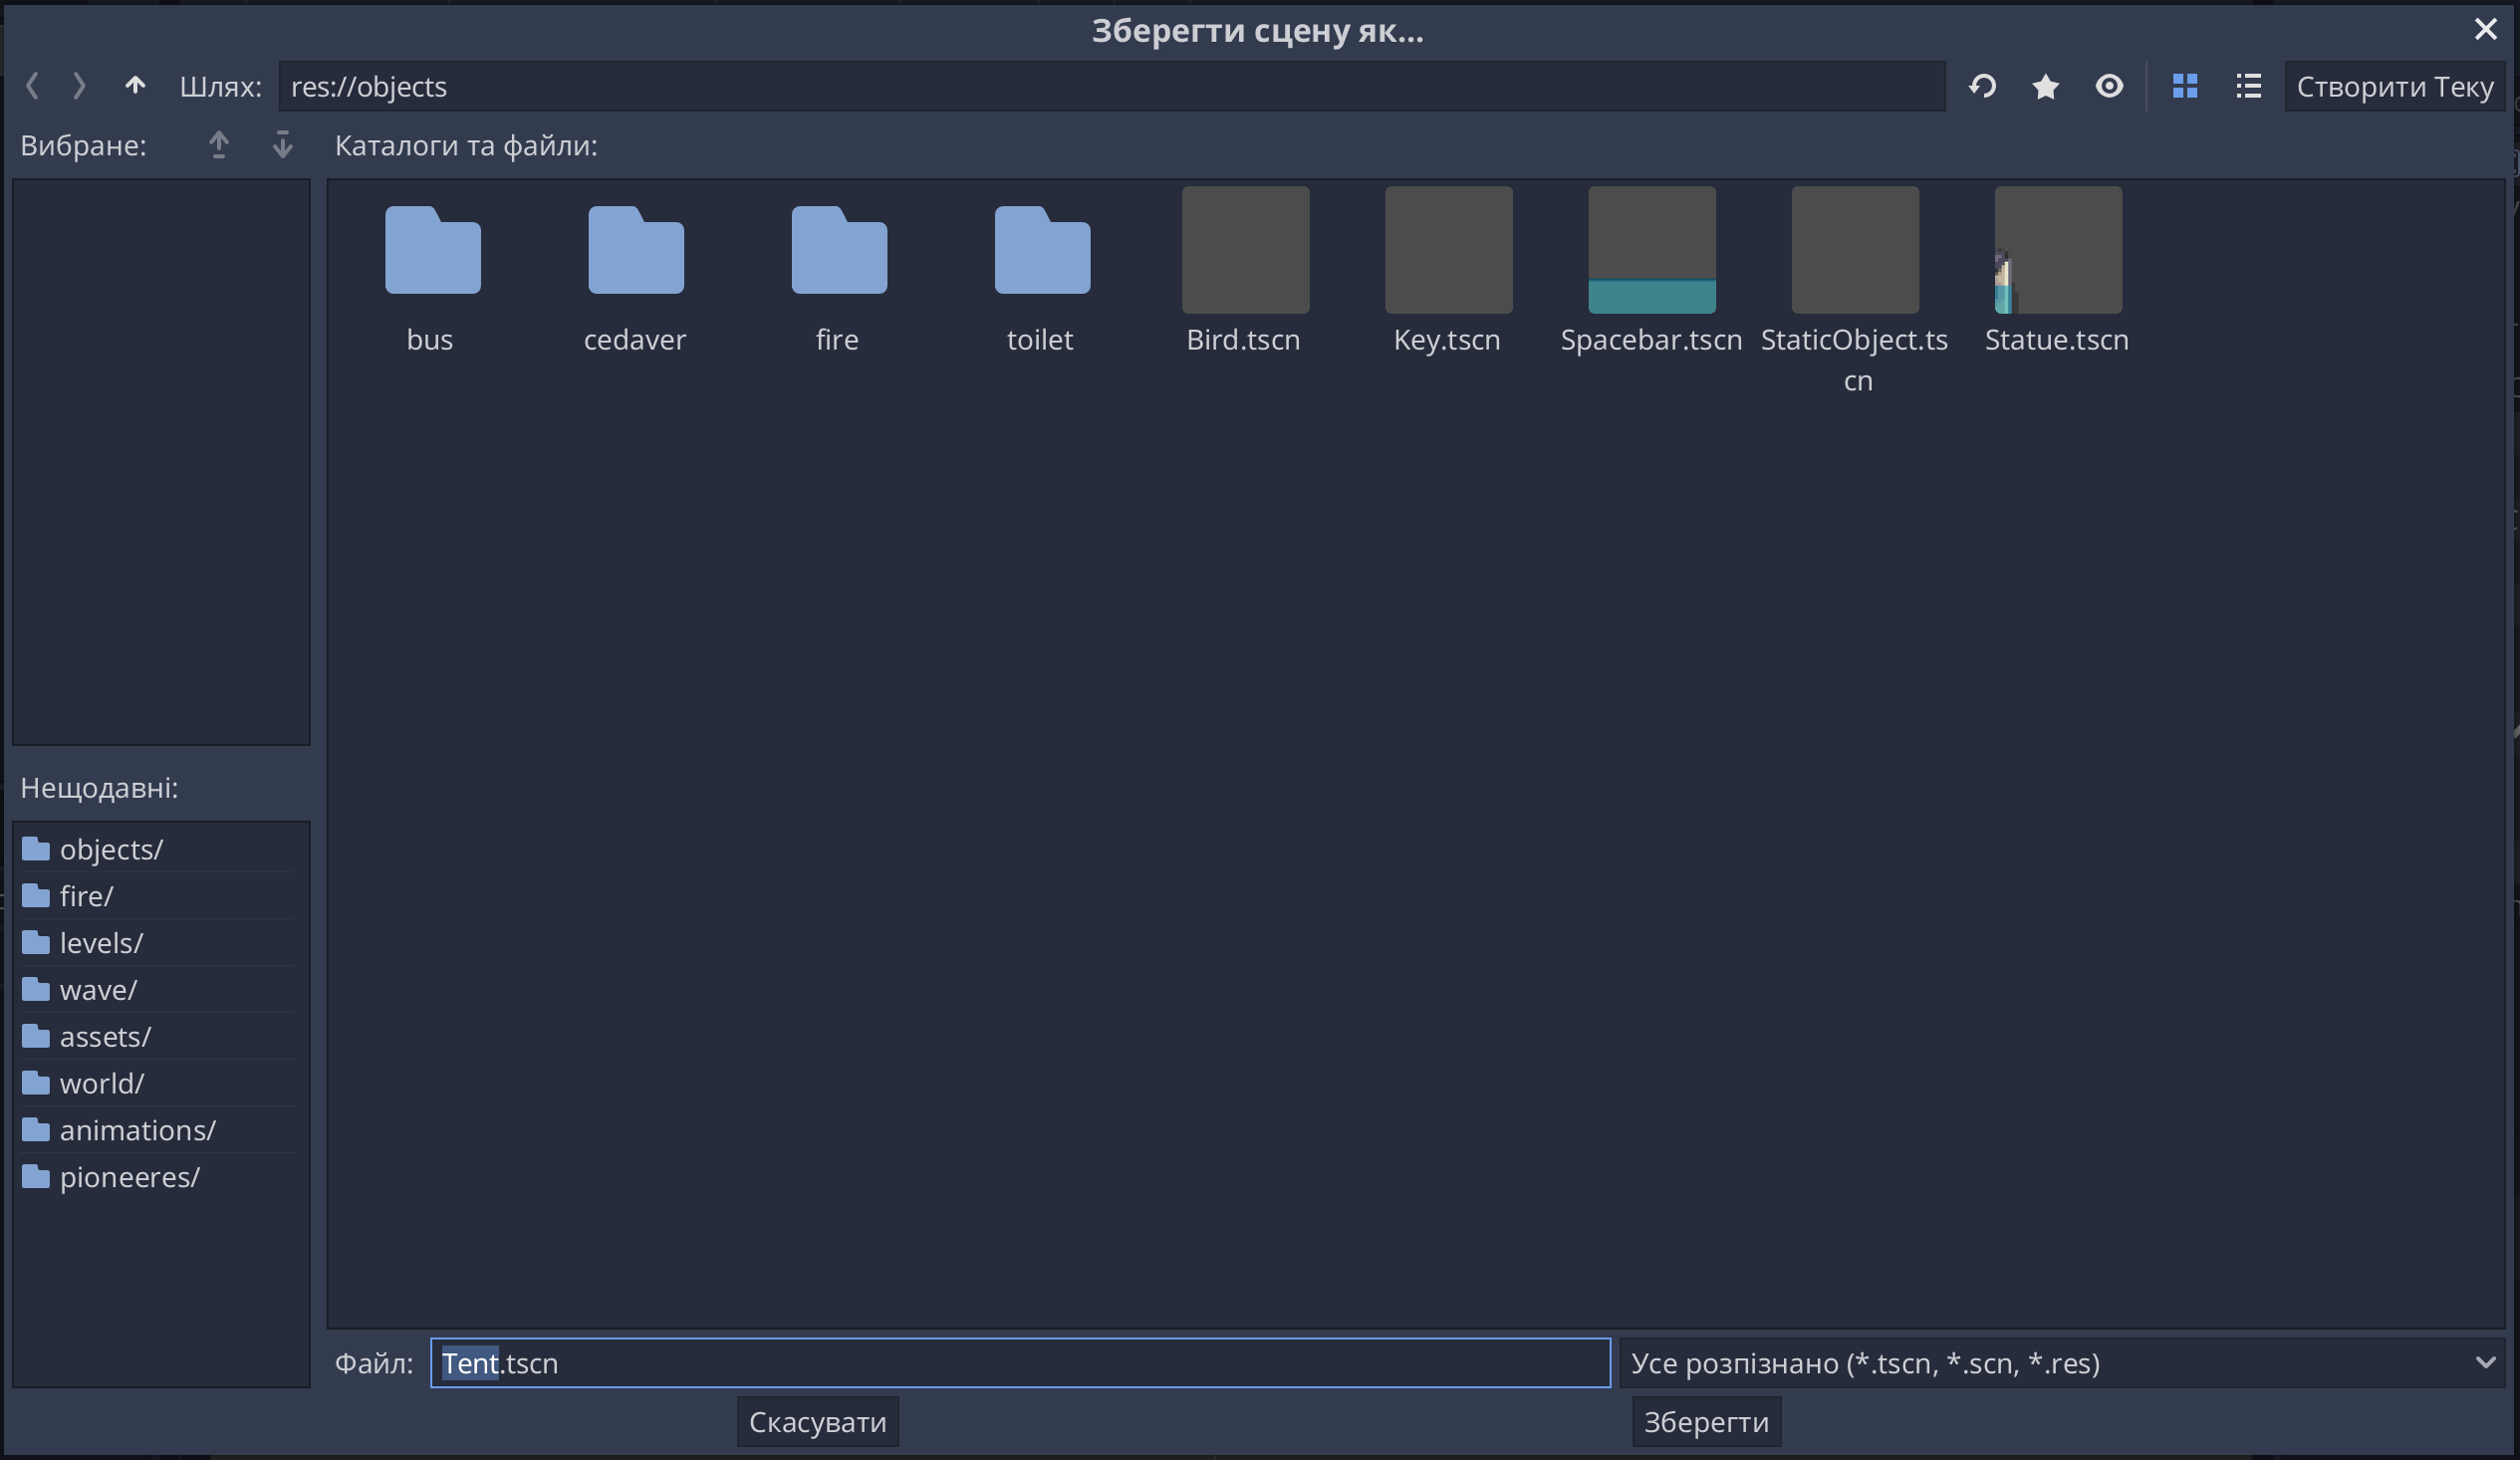 Зберегти сцену як...
Шлях: res://objects Створити Теку
Вибране: Каталоги та файли:
bus cedaver fire toilet Bird.tscn Key.tscn Spacebar.tscn StaticObject.ts Statue.tscn
cn
Нещодавні:
objects/
fire/
levels/
wave/
assets/
world/
animations/
pioneeres/
Файл: Tent.tscn Усе розпізнано (*.tscn, *.scn, *.res)
Скасувати Зберегти